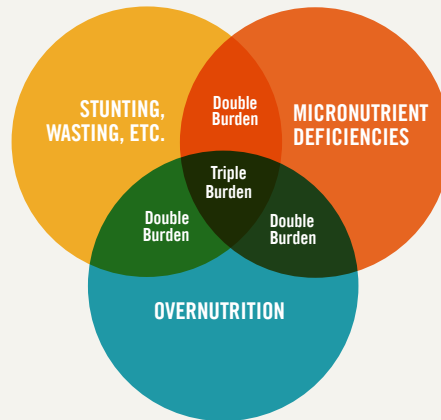 STUNTING,
WASTING, ETC.
Double
Burden
MICRONUTRIENT
DEFICIENCIES
Triple
Burden
Double
Burden
Double
Burden
OVERNUTRITION